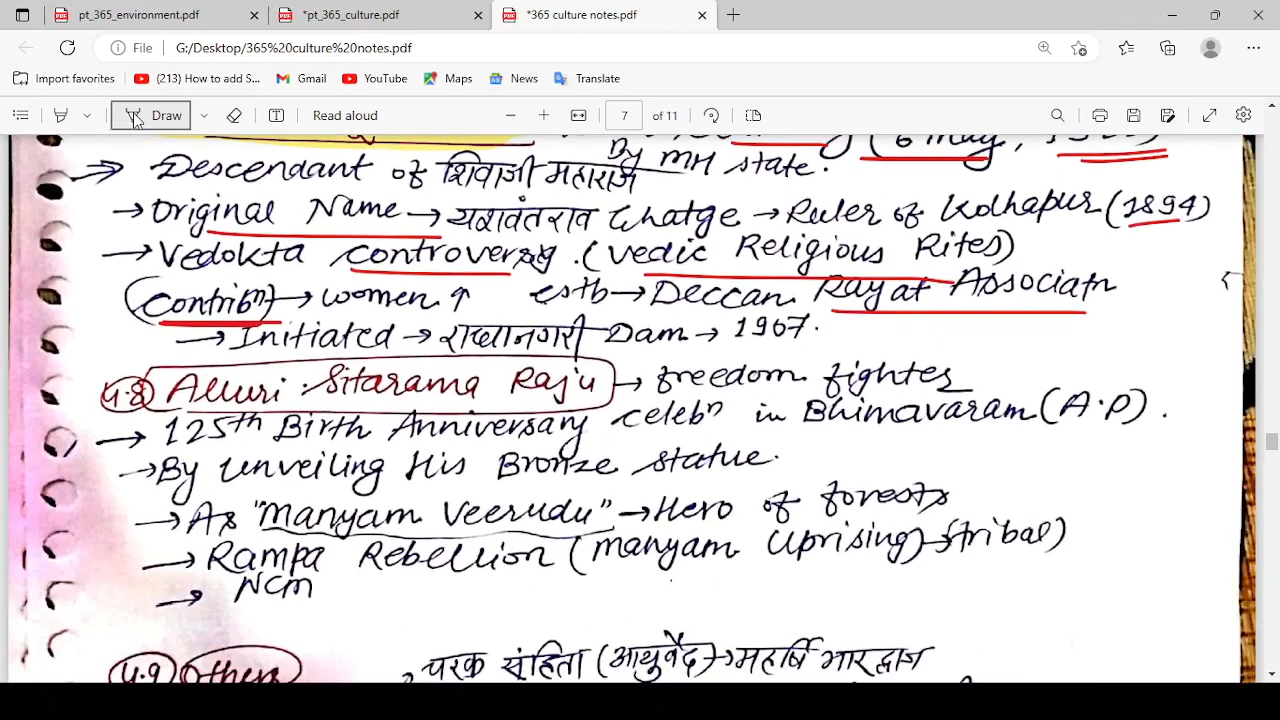 pt_365_environment.pdf
*pt_365_culture.pdf
*365 culture notes.pdf
File G:/Desktop/365%20culture%20notes.pdf
Import favorites (213) How to add S... Gmail YouTube Maps News Translate
Draw Read aloud 7 of 11
(6 May,
By MH state.
Descendant of शिवाजी महाराज
→ Original Name → यशवंतराव Ghatge → Ruler of Kolhapur (1894)
→ Vedokta controversy. (Vedic Religious Rites)
(Contribn) → women ↑ estb → Deccan Rayat Associatn
→ Initiated → राधानगरी Dam → 1907.
4.8 Alluri Sitarama Raju → freedom fighter
→ 125th Birth Anniversary celebn in Bhimavaram (A.P).
→ By unveiling His Bronze statue.
→ As "Manyam Veerudu" → Hero of forests
→ Rampa Rebellion (Manyam Uprising) → tribal)
→ NCM
4.9 Others
चरक संहिता (आयुर्वेद) → महर्षि भारद्वाज